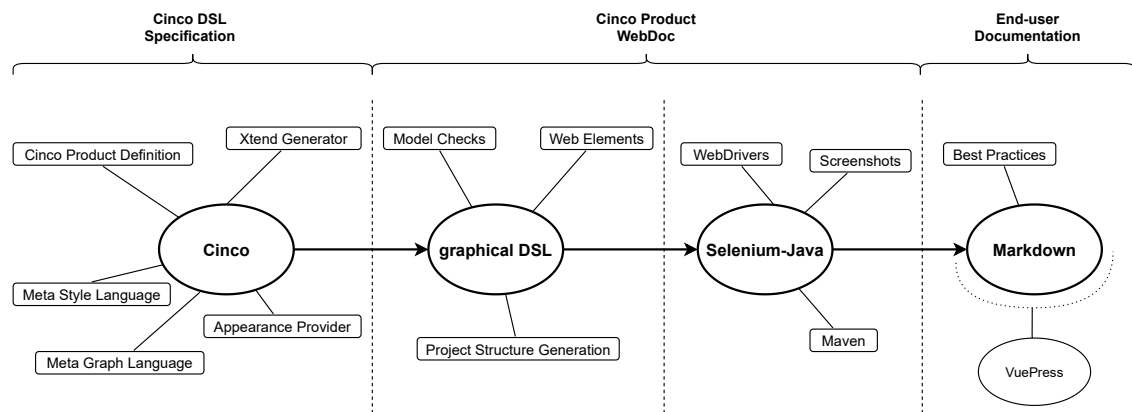 Cinco DSL
Specification
Cinco Product
WebDoc
End-user
Documentation
Xtend Generator
Cinco Product Definition
Model Checks
Web Elements
WebDrivers
Screenshots
Best Practices
Cinco
graphical DSL
Selenium-Java
Markdown
Meta Style Language
Appearance Provider
Meta Graph Language
Project Structure Generation
Maven
VuePress